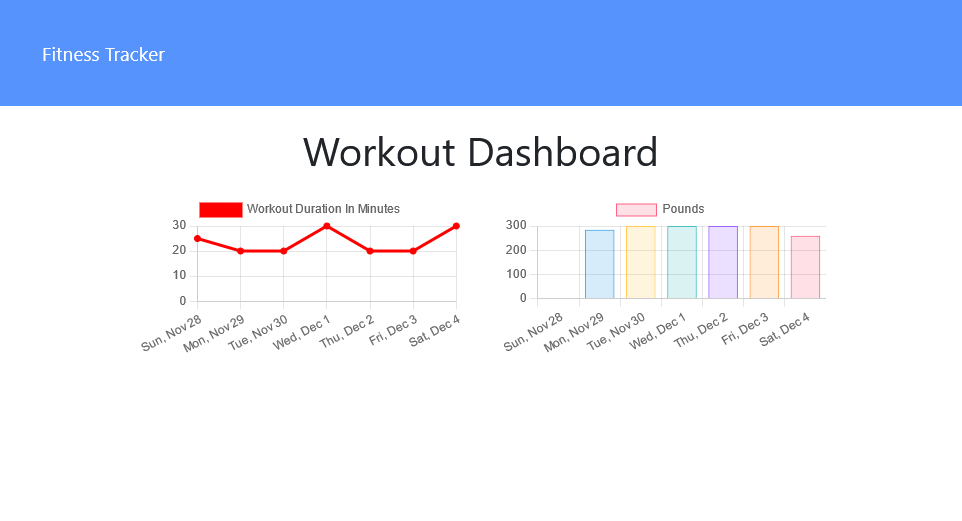 Fitness Tracker
Workout Dashboard
Workout Duration In Minutes
30
20
10
0
Sun, Nov 28
Mon, Nov 29
Tue, Nov 30
Wed, Dec 1
Thu, Dec 2
Fri, Dec 3
Sat, Dec 4
Pounds
300
200
100
0
Sun, Nov 28
Mon, Nov 29
Tue, Nov 30
Wed, Dec 1
Thu, Dec 2
Fri, Dec 3
Sat, Dec 4